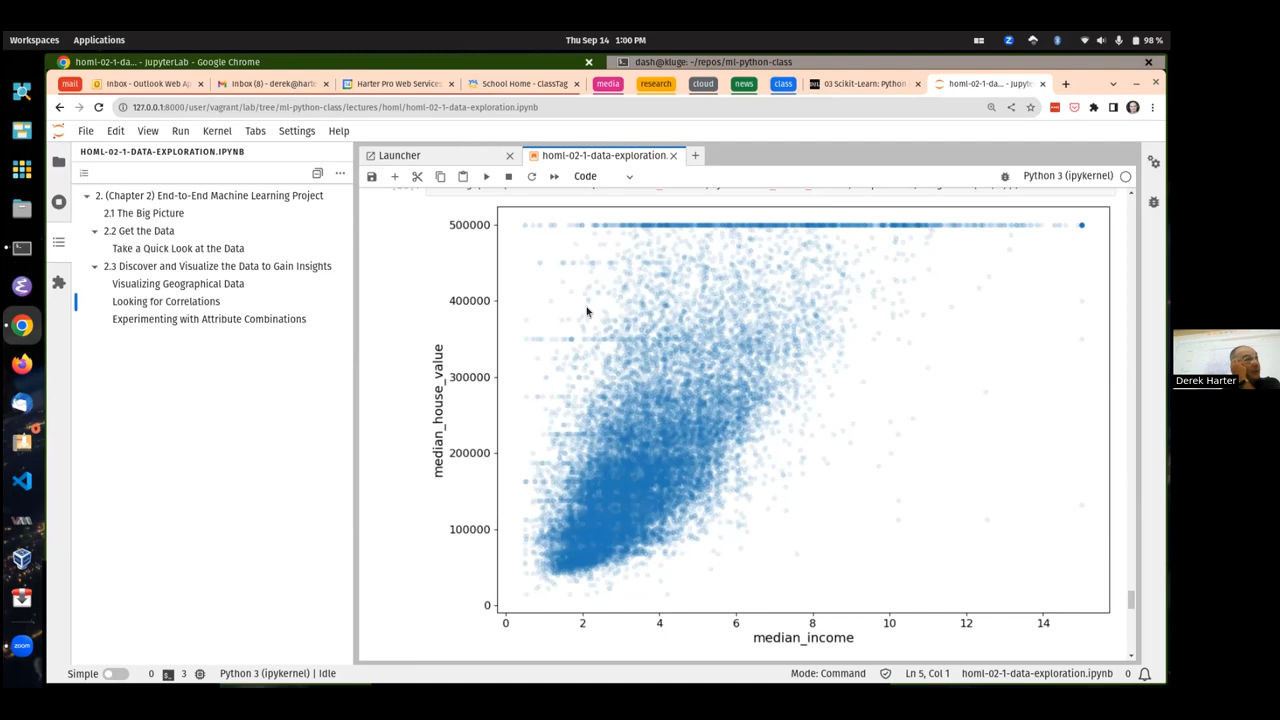 Workspaces Applications Thu Sep 14 1:00 PM 98 %
homl-02-1-da... - JupyterLab - Google Chrome dash@kluge: ~/repos/ml-python-class
mail Inbox - Outlook Web Ap Inbox (8) - derek@hart Harter Pro Web Services School Home - ClassTag media research cloud news class 03 Scikit-Learn: Python homl-02-1-da... - Jupyte
127.0.0.1:8000/user/vagrant/lab/tree/ml-python-class/lectures/homl/homl-02-1-data-exploration.ipynb
File Edit View Run Kernel Tabs Settings Help
HOML-02-1-DATA-EXPLORATION.IPYNB
Launcher homl-02-1-data-exploration.
Code Python 3 (ipykernel)
2. (Chapter 2) End-to-End Machine Learning Project
2.1 The Big Picture
2.2 Get the Data
Take a Quick Look at the Data
2.3 Discover and Visualize the Data to Gain Insights
Visualizing Geographical Data
Looking for Correlations
Experimenting with Attribute Combinations
500000
400000
300000
200000
100000
0
median_house_value
0 2 4 6 8 10 12 14
median_income
Derek Harter
zoom
Simple 0 3 Python 3 (ipykernel) | Idle Mode: Command Ln 5, Col 1 homl-02-1-data-exploration.ipynb 0